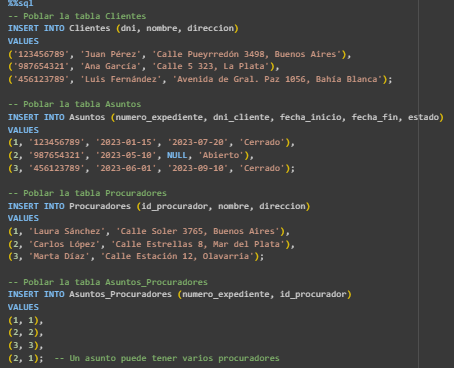 %%sql
-- Poblar la tabla Clientes
INSERT INTO Clientes (dni, nombre, direccion)
VALUES
('123456789', 'Juan Pérez', 'Calle Pueyrredón 3498, Buenos Aires'),
('987654321', 'Ana García', 'Calle 5 323, La Plata'),
('456123789', 'Luis Fernández', 'Avenida de Gral. Paz 1056, Bahía Blanca');
-- Poblar la tabla Asuntos
INSERT INTO Asuntos (numero_expediente, dni_cliente, fecha_inicio, fecha_fin, estado)
VALUES
(1, '123456789', '2023-01-15', '2023-07-20', 'Cerrado'),
(2, '987654321', '2023-05-10', NULL, 'Abierto'),
(3, '456123789', '2023-06-01', '2023-09-10', 'Cerrado');
-- Poblar la tabla Procuradores
INSERT INTO Procuradores (id_procurador, nombre, direccion)
VALUES
(1, 'Laura Sánchez', 'Calle Soler 3765, Buenos Aires'),
(2, 'Carlos López', 'Calle Estrellas 8, Mar del Plata'),
(3, 'Marta Díaz', 'Calle Estación 12, Olavarria');
-- Poblar la tabla Asuntos_Procuradores
INSERT INTO Asuntos_Procuradores (numero_expediente, id_procurador)
VALUES
(1, 1),
(2, 2),
(3, 3),
(2, 1);  -- Un asunto puede tener varios procuradores